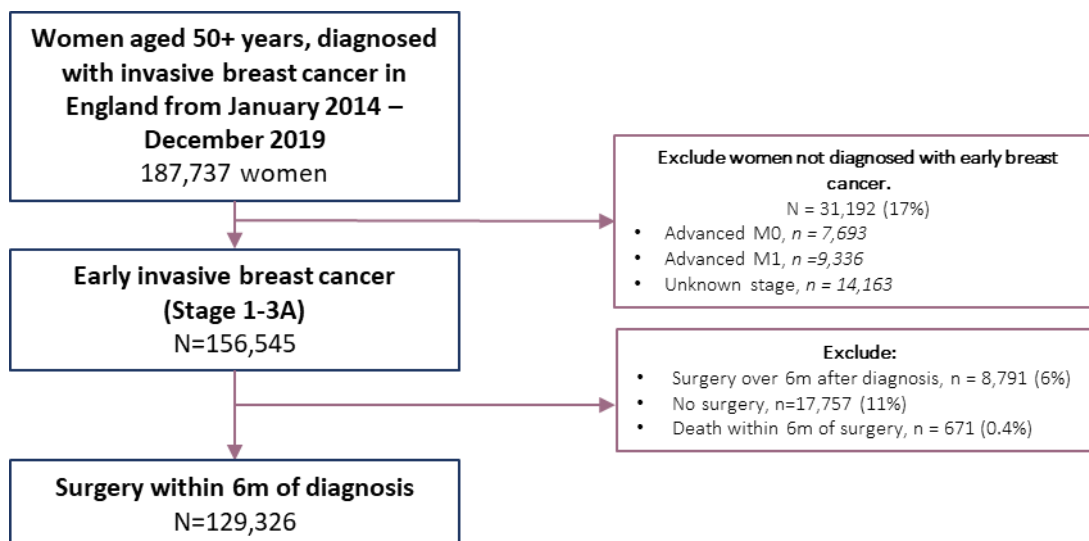 Women aged 50+ years, diagnosed
with invasive breast cancer in
England from January 2014 –
December 2019
187,737 women
Exclude women not diagnosed with early breast
cancer.
N = 31,192 (17%)
• Advanced M0, n = 7,693
• Advanced M1, n =9,336
• Unknown stage, n = 14,163
Early invasive breast cancer
(Stage 1-3A)
N=156,545
Exclude:
• Surgery over 6m after diagnosis, n = 8,791 (6%)
• No surgery, n=17,757 (11%)
• Death within 6m of surgery, n = 671 (0.4%)
Surgery within 6m of diagnosis
N=129,326